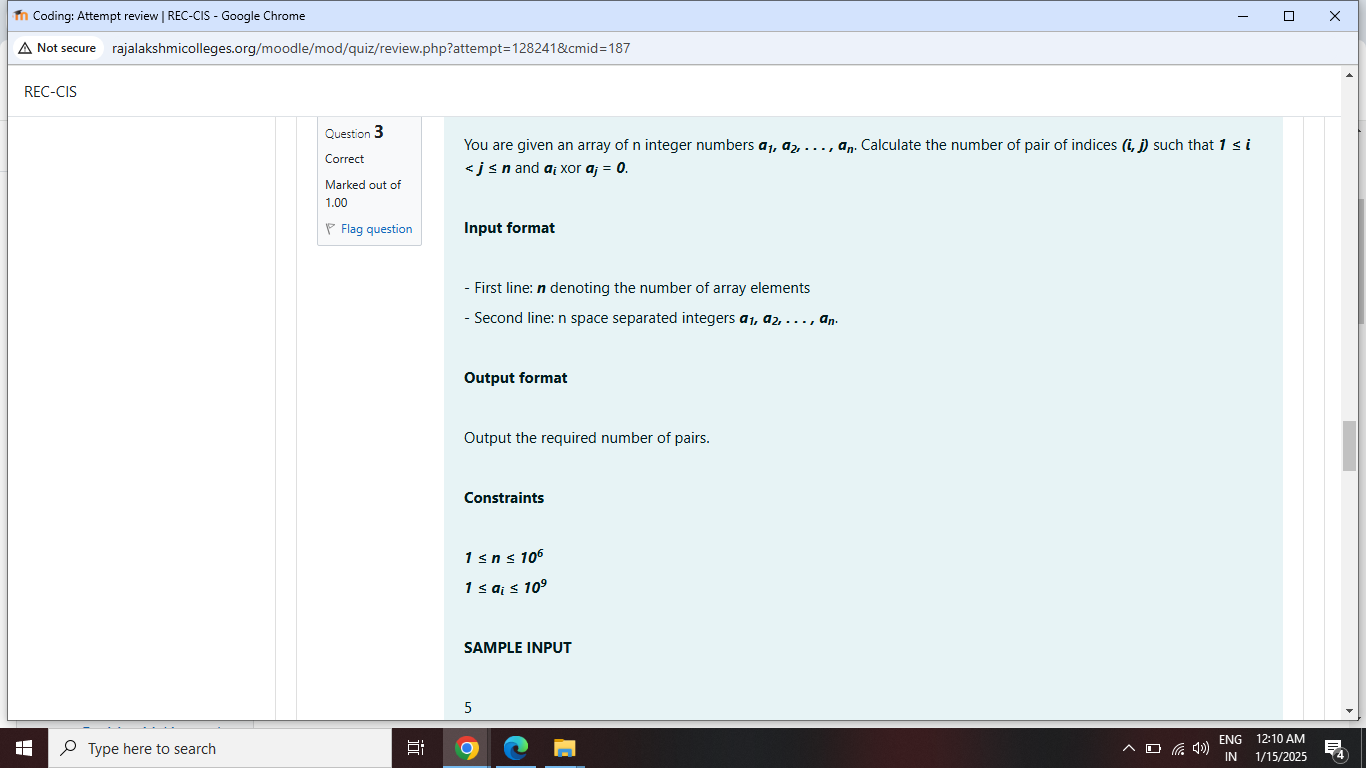 Coding: Attempt review | REC-CIS - Google Chrome
Not secure rajalakshmicolleges.org/moodle/mod/quiz/review.php?attempt=128241&cmid=187
REC-CIS
Question 3
Correct
Marked out of
1.00
Flag question
You are given an array of n integer numbers a1, a2, . . . , an. Calculate the number of pair of indices (i, j) such that 1 ≤ i
< j ≤ n and ai xor aj = 0.
Input format
- First line: n denoting the number of array elements
- Second line: n space separated integers a1, a2, . . . , an.
Output format
Output the required number of pairs.
Constraints
1 ≤ n ≤ 10⁶
1 ≤ ai ≤ 10⁹
SAMPLE INPUT
5
Type here to search
ENG
IN
12:10 AM
1/15/2025
4